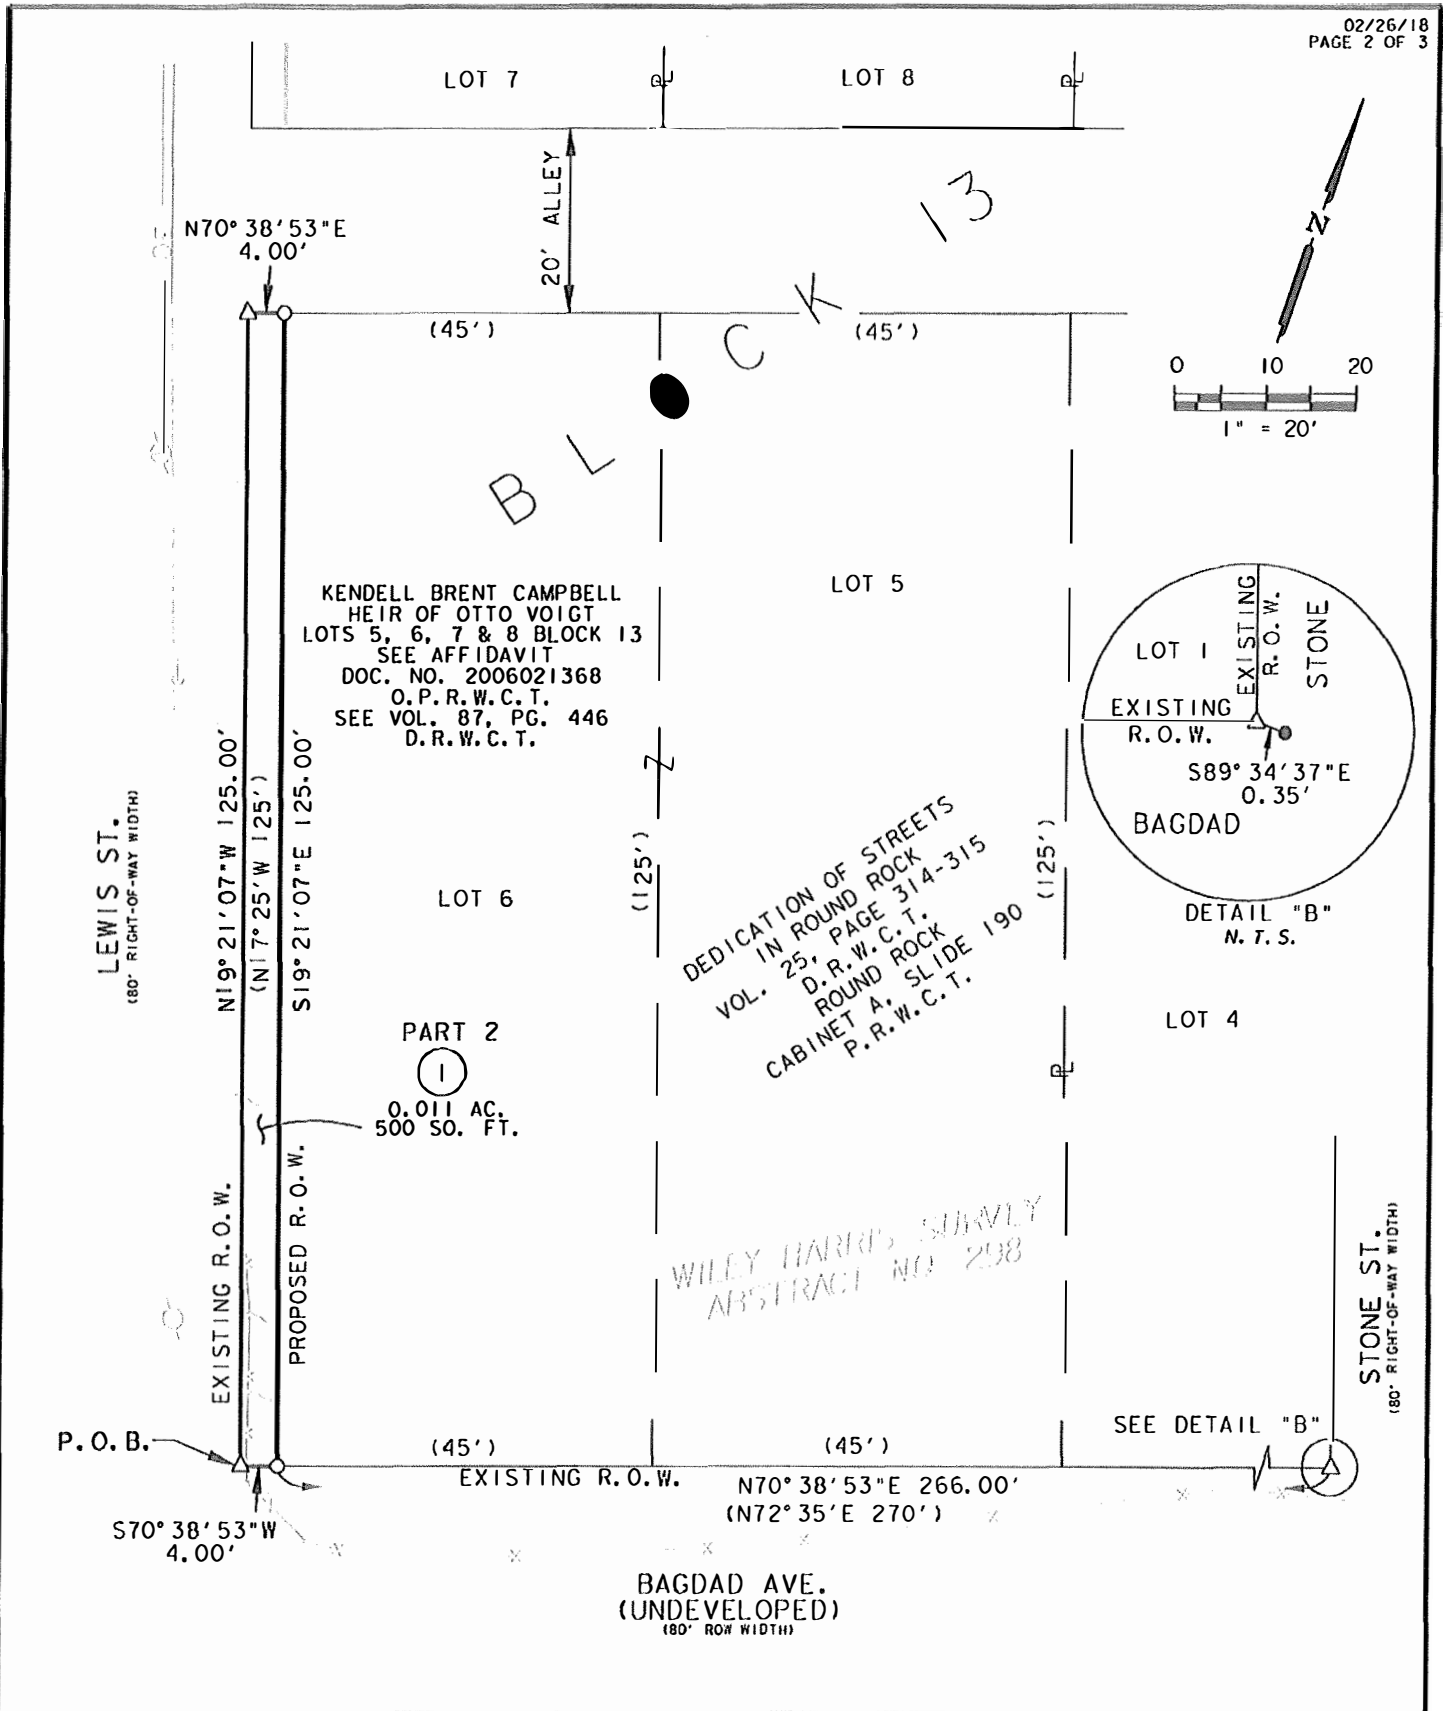 02/26/18
PAGE 2 OF 3
LOT 7
LOT 8
PL
PL
20' ALLEY
BLOCK 13
N70°38'53"E
4.00'
N
(45')
(45')
0 10 20
1" = 20'
KENDELL BRENT CAMPBELL
HEIR OF OTTO VOIGT
LOTS 5, 6, 7 & 8 BLOCK 13
SEE AFFIDAVIT
DOC. NO. 2006021368
O.P.R.W.C.T.
SEE VOL. 87, PG. 446
D.R.W.C.T.
LOT 5
LOT 1
EXISTING
R.O.W.
STONE
EXISTING
R.O.W.
S89°34'37"E
0.35'
BAGDAD
DETAIL "B"
N.T.S.
LEWIS ST.
(80' RIGHT-OF-WAY WIDTH)
N19°21'07"W 125.00'
(N17°25'W 125')
S19°21'07"E 125.00'
LOT 6
(125')
DEDICATION OF STREETS
IN ROUND ROCK
VOL. 25, PAGE 314-315
D.R.W.C.T.
ROUND ROCK
CABINET A, SLIDE 190
P.R.W.C.T.
(125')
LOT 4
PL
PART 2
1
0.011 AC.
500 SO. FT.
EXISTING R.O.W.
PROPOSED R.O.W.
WILEY HARRIS SURVEY
ABSTRACT NO. 298
STONE ST.
(80' RIGHT-OF-WAY WIDTH)
SEE DETAIL "B"
P.O.B.
(45')
(45')
EXISTING R.O.W.
N70°38'53"E 266.00'
(N72°35'E 270')
S70°38'53"W
4.00'
BAGDAD AVE.
(UNDEVELOPED)
(80' ROW WIDTH)